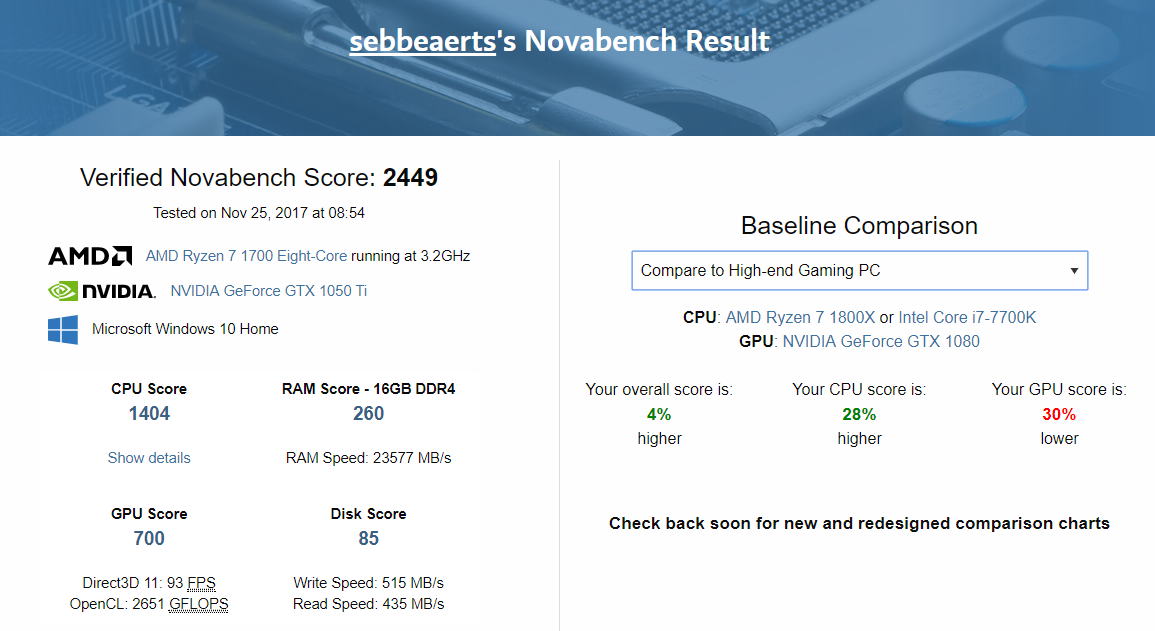 sebbeaerts's Novabench Result
LGA
Verified Novabench Score: 2449
Tested on Nov 25, 2017 at 08:54
AMD AMD Ryzen 7 1700 Eight-Core running at 3.2GHz
NVIDIA. NVIDIA GeForce GTX 1050 Ti
Microsoft Windows 10 Home
CPU Score
1404
Show details
RAM Score - 16GB DDR4
260
RAM Speed: 23577 MB/s
GPU Score
700
Direct3D 11: 93 FPS
OpenCL: 2651 GFLOPS
Disk Score
85
Write Speed: 515 MB/s
Read Speed: 435 MB/s
Baseline Comparison
Compare to High-end Gaming PC
CPU: AMD Ryzen 7 1800X or Intel Core i7-7700K
GPU: NVIDIA GeForce GTX 1080
Your overall score is:
4%
higher
Your CPU score is:
28%
higher
Your GPU score is:
30%
lower
Check back soon for new and redesigned comparison charts